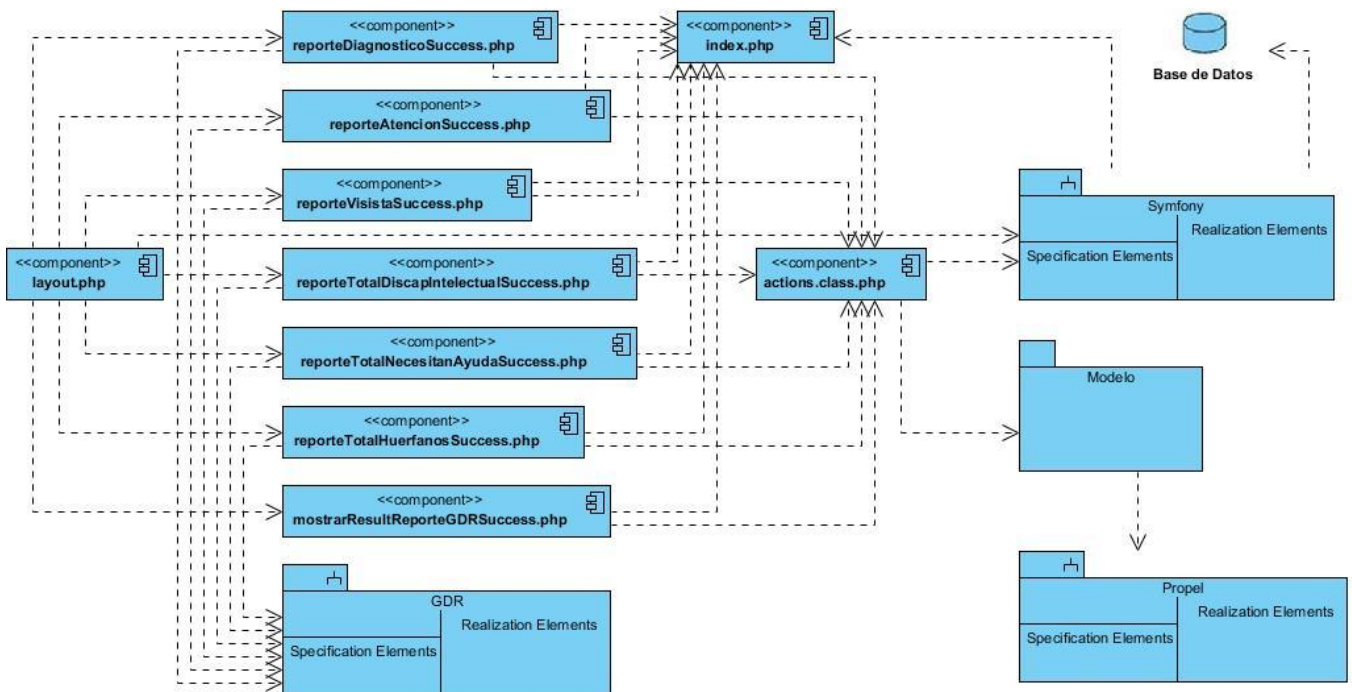 <<component>>
reporteDiagnosticoSuccess.php
<<component>>
index.php
Base de Datos
<<component>>
reporteAtencionSuccess.php
<<component>>
reporteVisistaSuccess.php
Symfony
Realization Elements
Specification Elements
<<component>>
layout.php
<<component>>
reporteTotalDiscapIntelectualSuccess.php
<<component>>
actions.class.php
<<component>>
reporteTotalNecesitanAyudaSuccess.php
Modelo
<<component>>
reporteTotalHuerfanosSuccess.php
<<component>>
mostrarResultReporteGDRSuccess.php
GDR
Realization Elements
Specification Elements
Propel
Realization Elements
Specification Elements